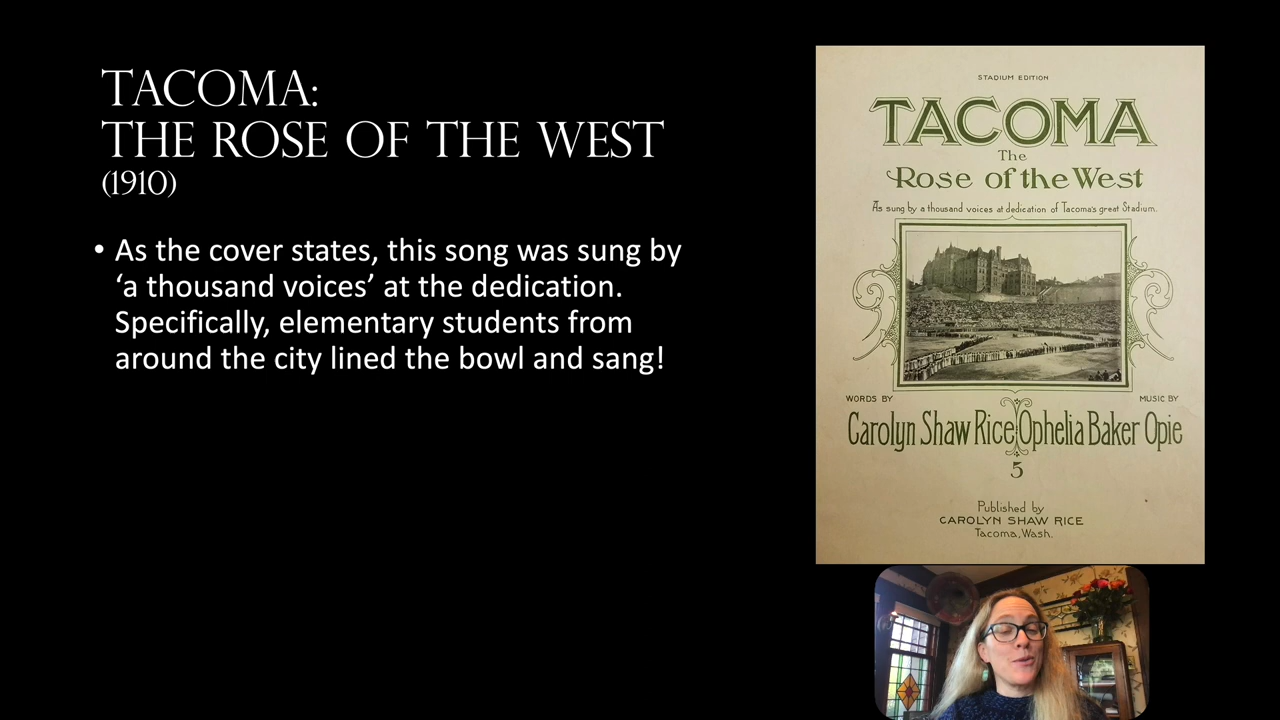 TACOMA:
THE ROSE OF THE WEST
(1910)
• As the cover states, this song was sung by
‘a thousand voices’ at the dedication.
Specifically, elementary students from
around the city lined the bowl and sang!
STADIUM EDITION
TACOMA
The
Rose of the West
As sung by a thousand voices at dedication of Tacoma's great Stadium.
WORDS BY
MUSIC BY
Carolyn Shaw Rice Ophelia Baker Opie
5
Published by
CAROLYN SHAW RICE
Tacoma, Wash.